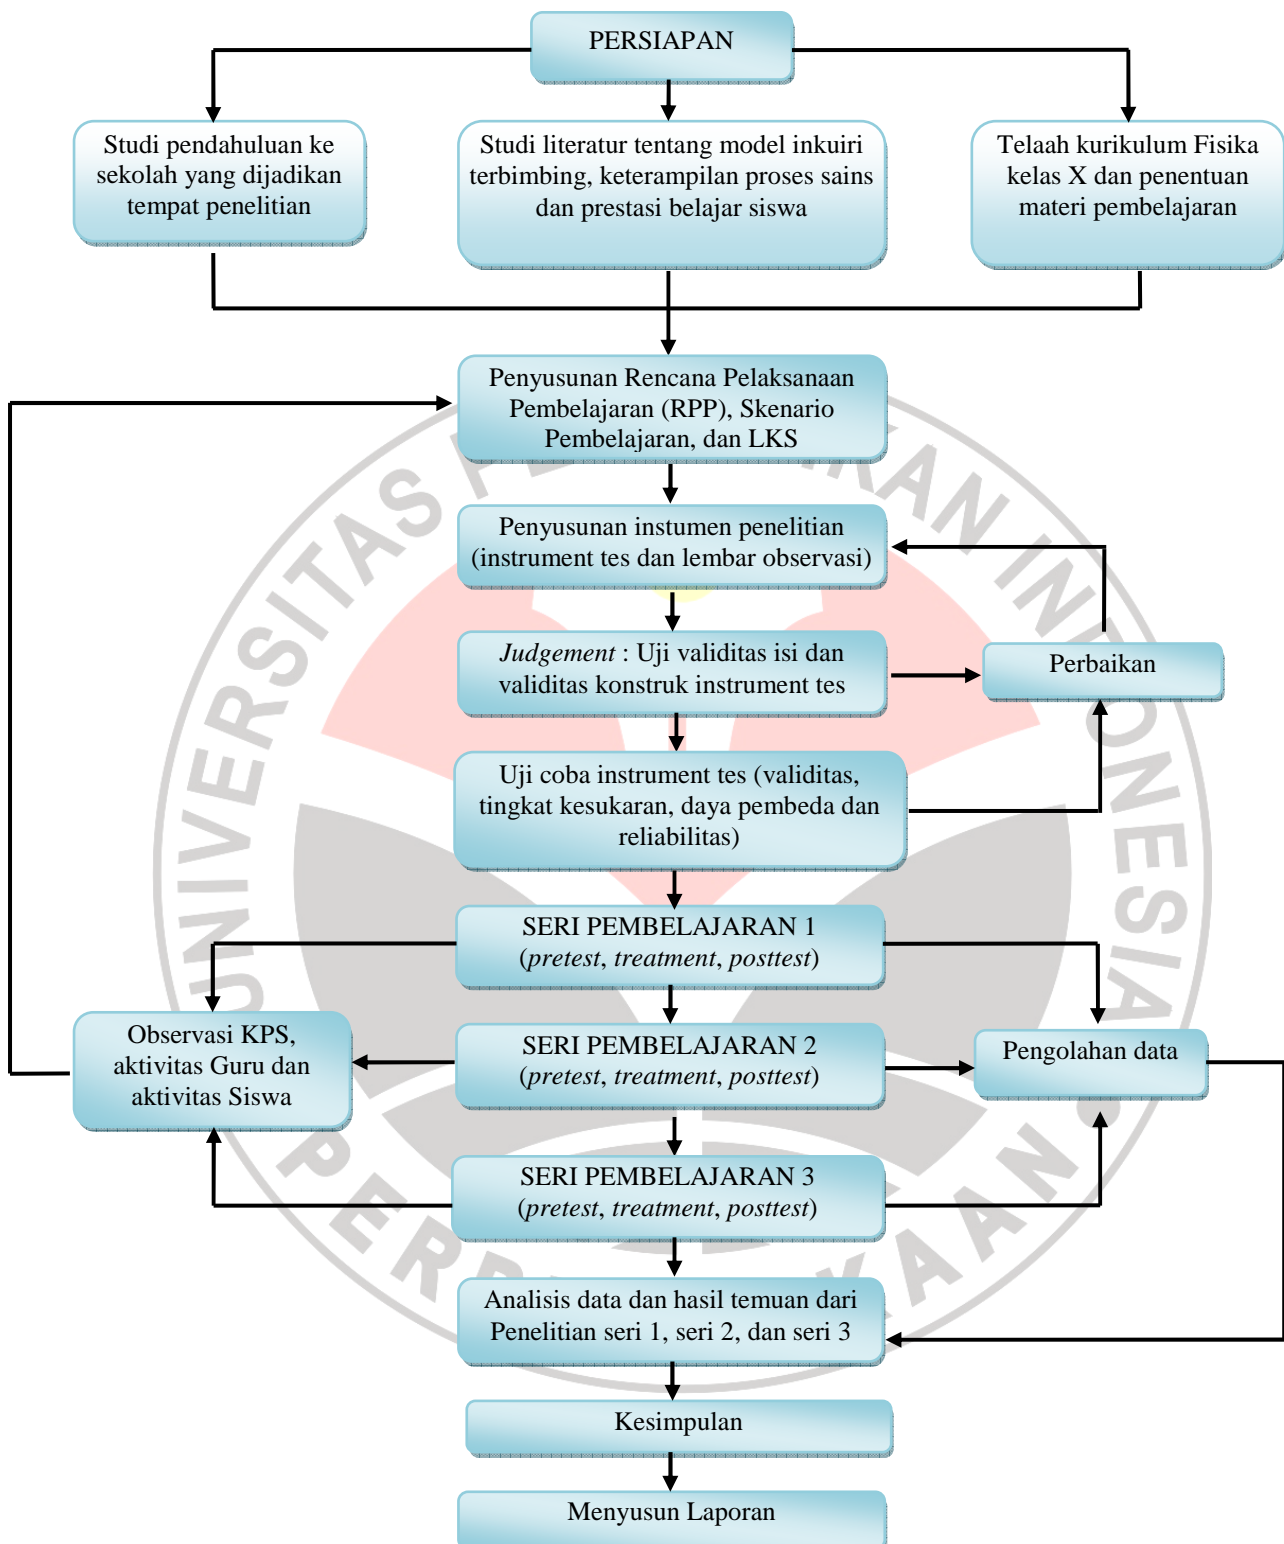 PERSIAPAN
Studi pendahuluan ke
sekolah yang dijadikan
tempat penelitian
Studi literatur tentang model inkuiri
terbimbing, keterampilan proses sains
dan prestasi belajar siswa
Telaah kurikulum Fisika
kelas X dan penentuan
materi pembelajaran
Penyusunan Rencana Pelaksanaan
Pembelajaran (RPP), Skenario
Pembelajaran, dan LKS
Penyusunan instumen penelitian
(instrument tes dan lembar observasi)
Judgement : Uji validitas isi dan
validitas konstruk instrument tes
Perbaikan
Uji coba instrument tes (validitas,
tingkat kesukaran, daya pembeda dan
reliabilitas)
SERI PEMBELAJARAN 1
(pretest, treatment, posttest)
Observasi KPS,
aktivitas Guru dan
aktivitas Siswa
SERI PEMBELAJARAN 2
(pretest, treatment, posttest)
Pengolahan data
SERI PEMBELAJARAN 3
(pretest, treatment, posttest)
Analisis data dan hasil temuan dari
Penelitian seri 1, seri 2, dan seri 3
Kesimpulan
Menyusun Laporan
UNIVERSITAS
INDONESIA